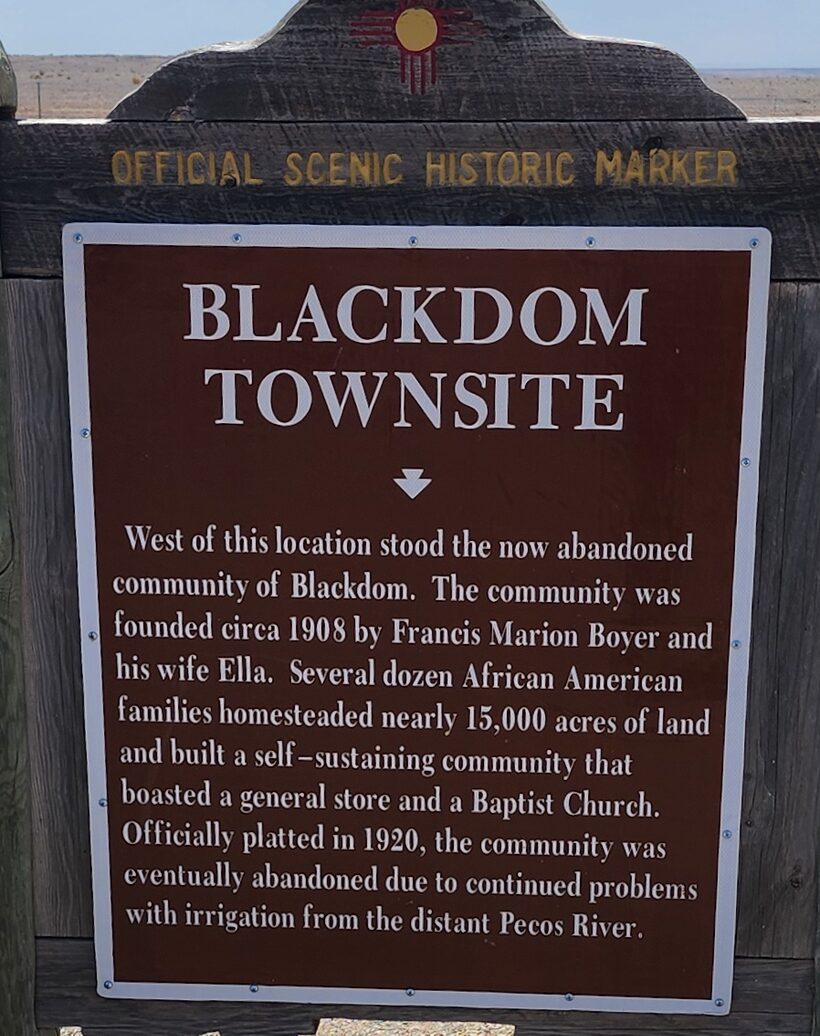 OFFICIAL SCENIC HISTORIC MARKER
BLACKDOM
TOWNSITE
West of this location stood the now abandoned
community of Blackdom. The community was
founded circa 1908 by Francis Marion Boyer and
his wife Ella. Several dozen African American
families homesteaded nearly 15,000 acres of land
and built a self-sustaining community that
boasted a general store and a Baptist Church.
Officially platted in 1920, the community was
eventually abandoned due to continued problems
with irrigation from the distant Pecos River.